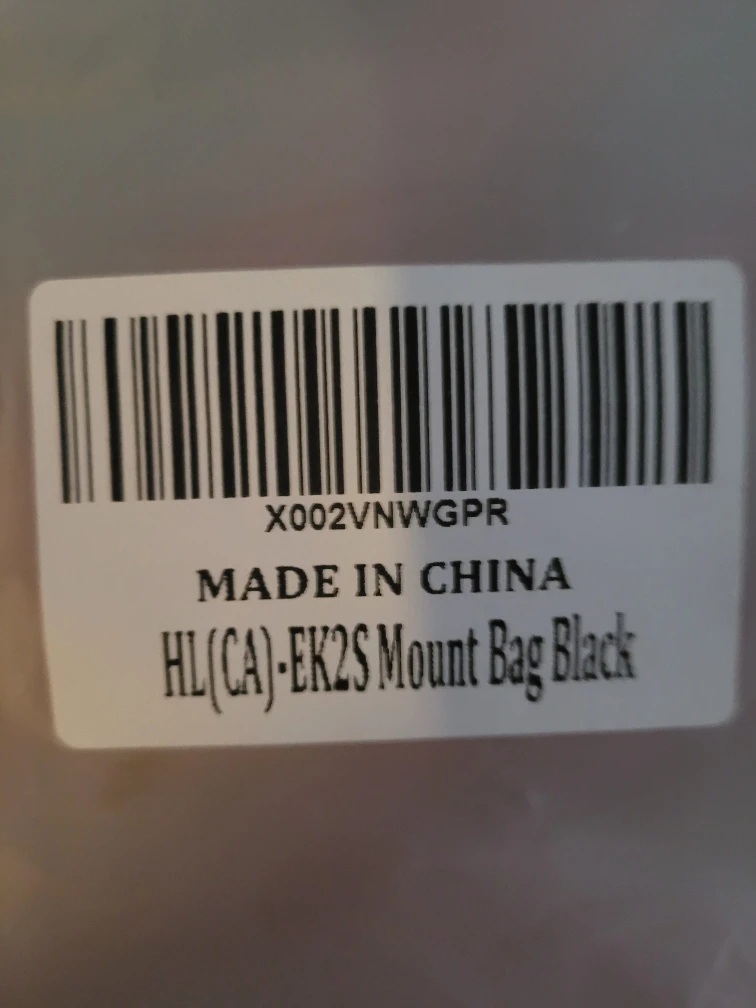 X002VNWGPR
MADE IN CHINA
HL(CA)-EK2S Mount Bag Black